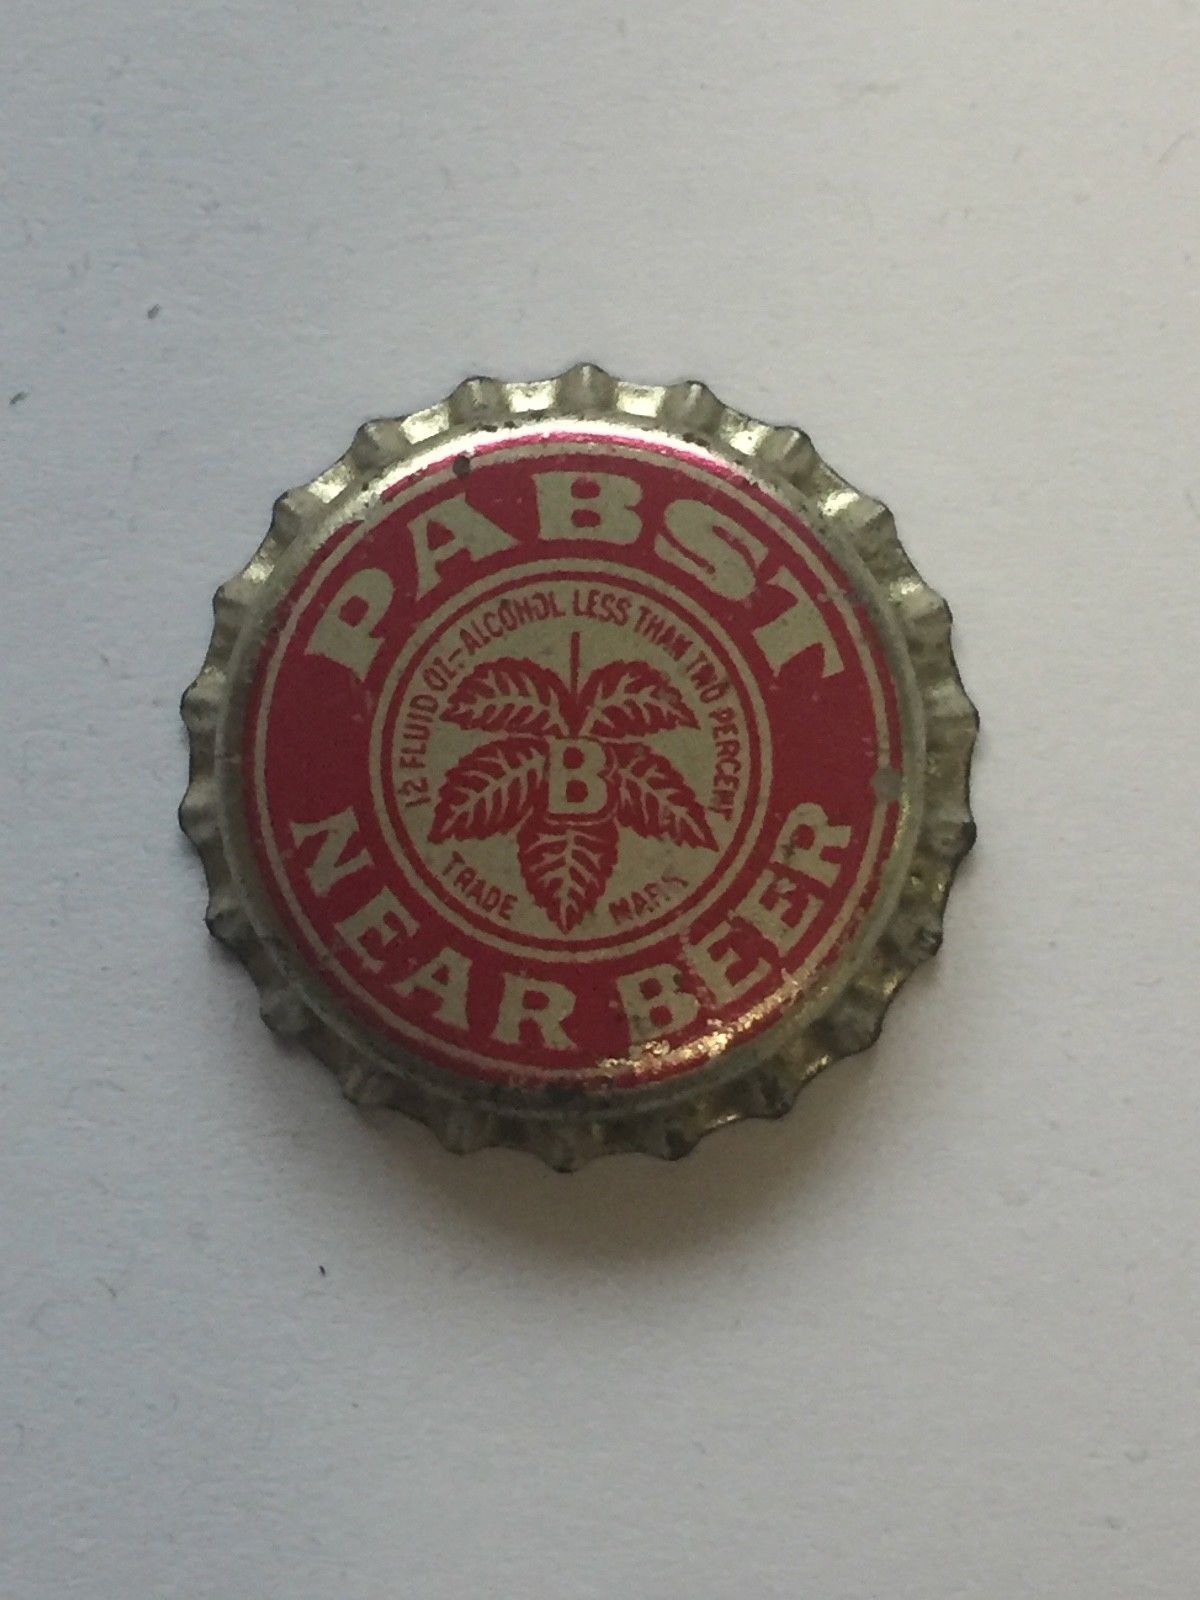 PABST
12 FLUID OZ.-ALCOHOL LESS THAN TWO PERCENT
B
TRADE MARK
NEAR BEER